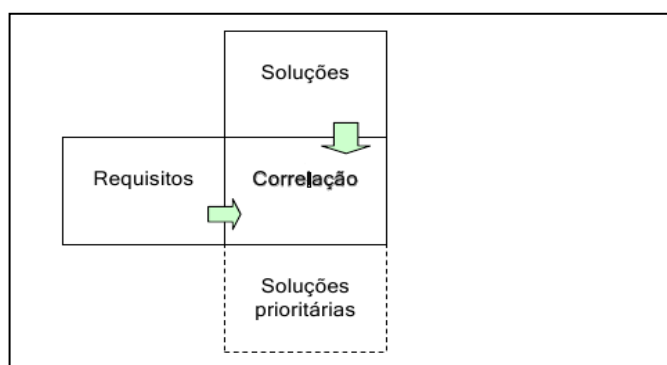 Soluções
Requisitos
Correlação
Soluções
prioritárias